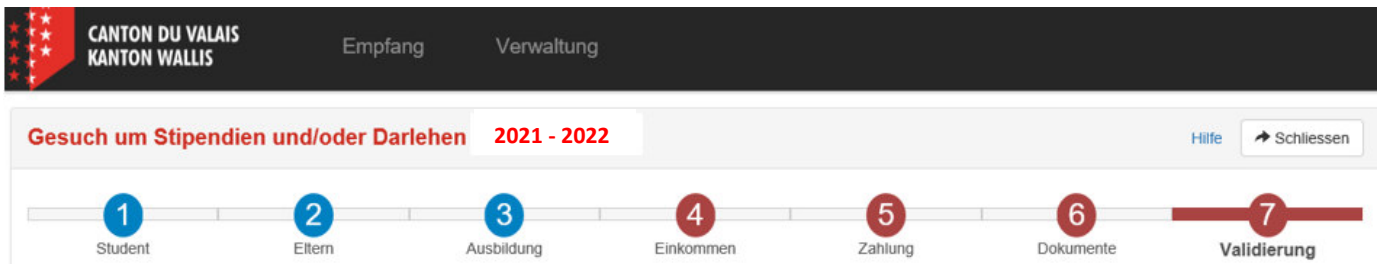 CANTON DU VALAIS
KANTON WALLIS
Empfang Verwaltung
Gesuch um Stipendien und/oder Darlehen 2021 - 2022 Hilfe Schliessen
1 2 3 4 5 6 7
Student Eltern Ausbildung Einkommen Zahlung Dokumente Validierung